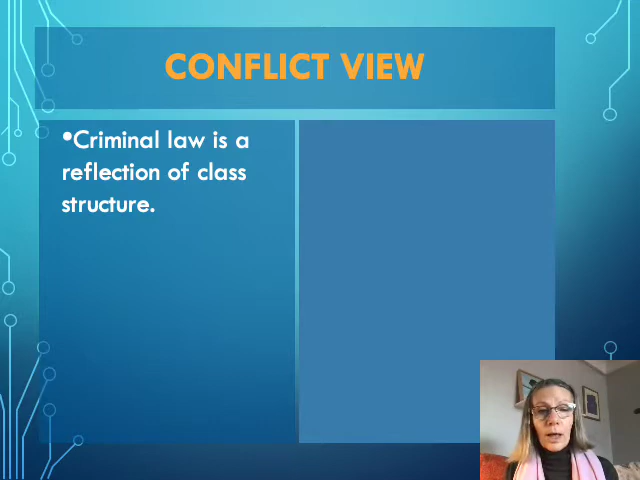 CONFLICT VIEW
•Criminal law is a
reflection of class
structure.